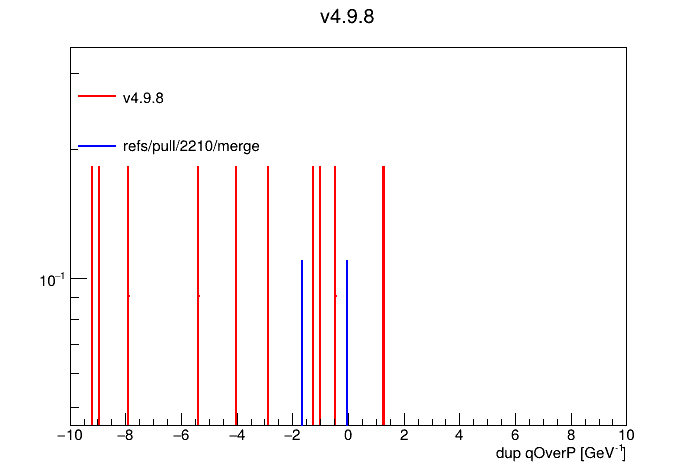 v4.9.8
v4.9.8
refs/pull/2210/merge
10⁻¹
−10 −8 −6 −4 −2 0 2 4 6 8 10
dup qOverP [GeV⁻¹]